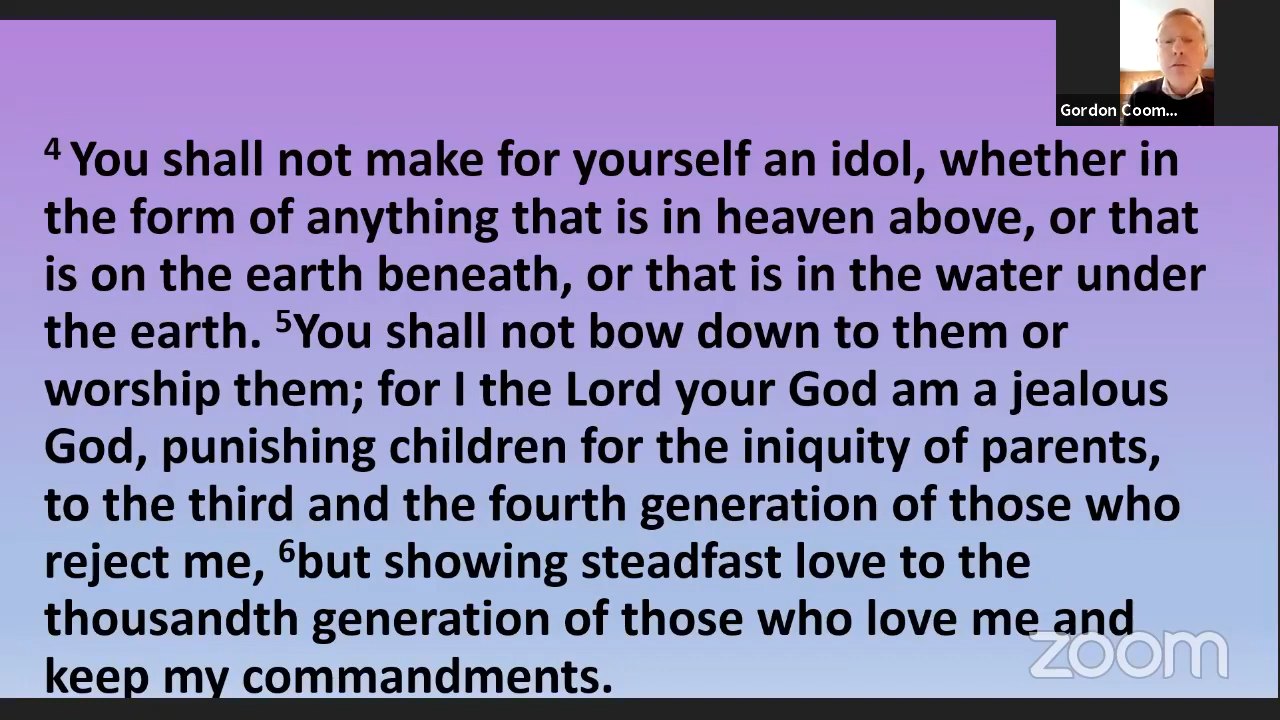 Gordon Coom...
⁴ You shall not make for yourself an idol, whether in
the form of anything that is in heaven above, or that
is on the earth beneath, or that is in the water under
the earth. ⁵You shall not bow down to them or
worship them; for I the Lord your God am a jealous
God, punishing children for the iniquity of parents,
to the third and the fourth generation of those who
reject me, ⁶but showing steadfast love to the
thousandth generation of those who love me and
keep my commandments.
zoom